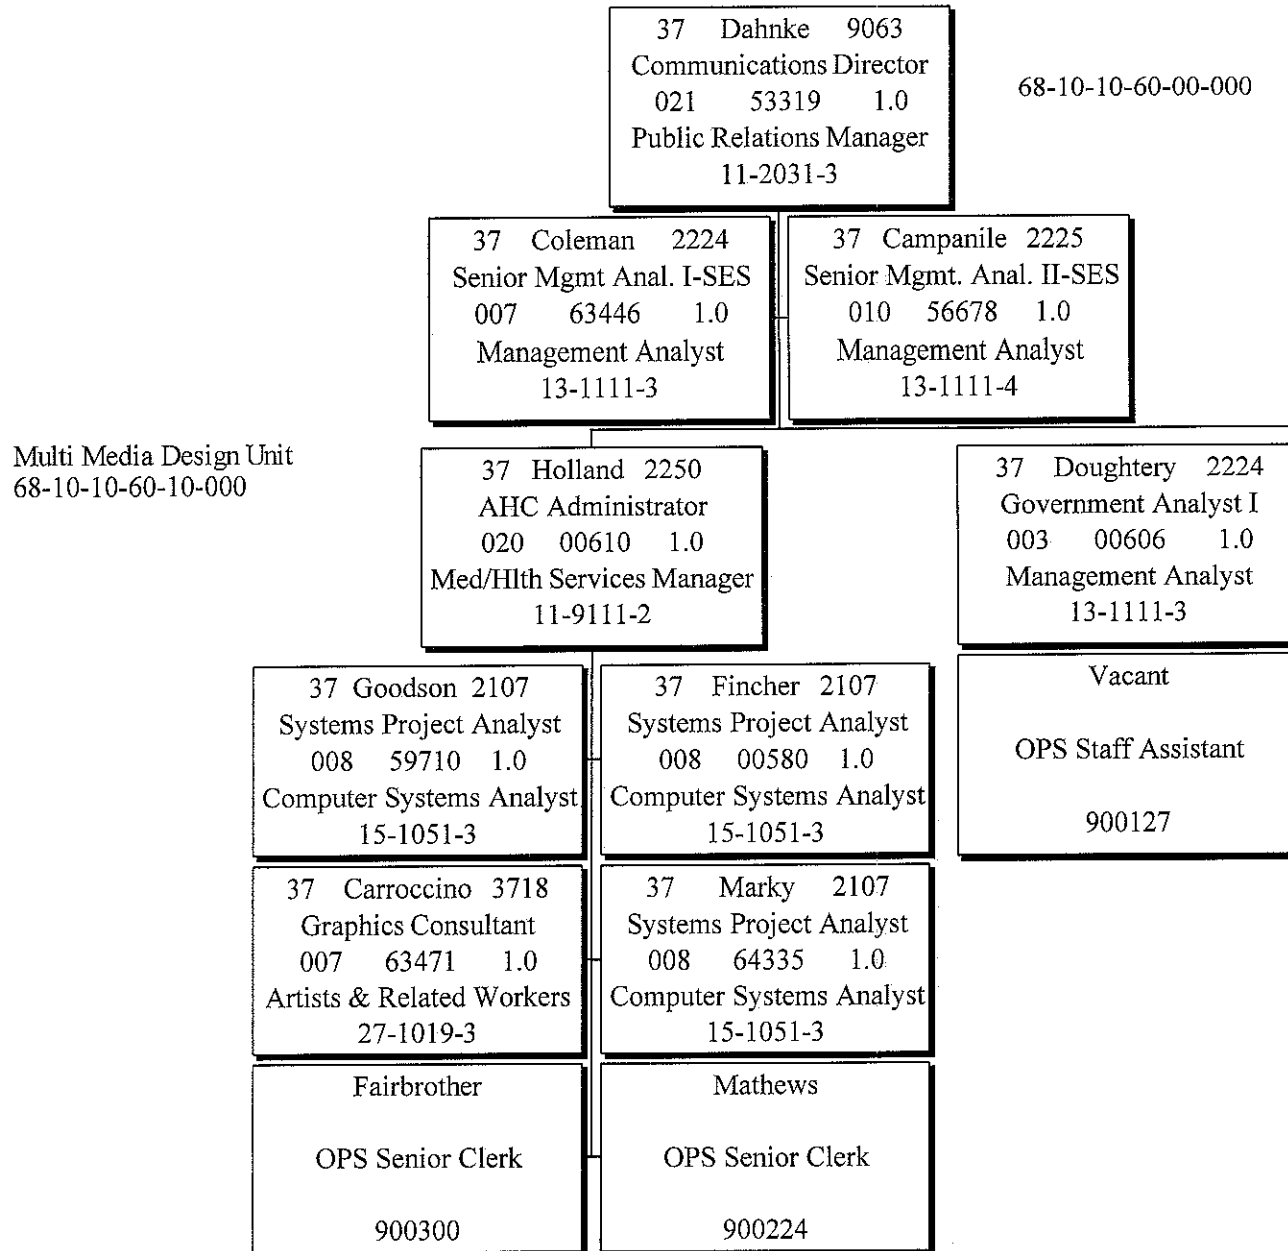 37 Dahnke 9063
Communications Director
021 53319 1.0
Public Relations Manager
11-2031-3
68-10-10-60-00-000
37 Coleman 2224
Senior Mgmt Anal. I-SES
007 63446 1.0
Management Analyst
13-1111-3
37 Campanile 2225
Senior Mgmt. Anal. II-SES
010 56678 1.0
Management Analyst
13-1111-4
Multi Media Design Unit
68-10-10-60-10-000
37 Holland 2250
AHC Administrator
020 00610 1.0
Med/Hlth Services Manager
11-9111-2
37 Doughtery 2224
Government Analyst I
003 00606 1.0
Management Analyst
13-1111-3
37 Goodson 2107
Systems Project Analyst
008 59710 1.0
Computer Systems Analyst
15-1051-3
37 Fincher 2107
Systems Project Analyst
008 00580 1.0
Computer Systems Analyst
15-1051-3
Vacant
OPS Staff Assistant
900127
37 Carroccino 3718
Graphics Consultant
007 63471 1.0
Artists & Related Workers
27-1019-3
37 Marky 2107
Systems Project Analyst
008 64335 1.0
Computer Systems Analyst
15-1051-3
Fairbrother
OPS Senior Clerk
900300
Mathews
OPS Senior Clerk
900224